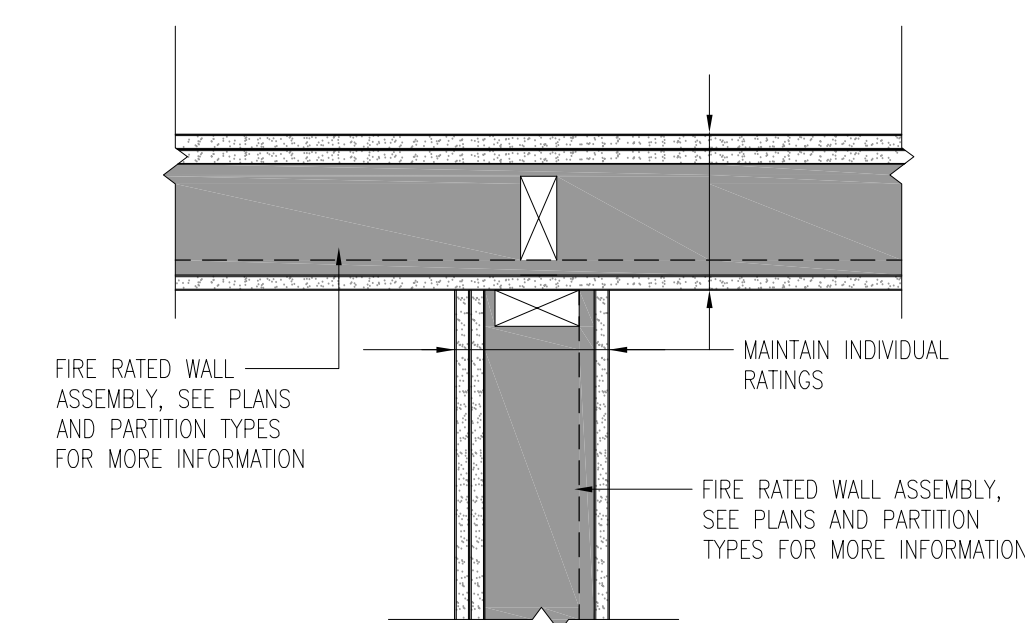 FIRE RATED WALL
ASSEMBLY, SEE PLANS
AND PARTITION TYPES
FOR MORE INFORMATION
MAINTAIN INDIVIDUAL
RATINGS
FIRE RATED WALL ASSEMBLY,
SEE PLANS AND PARTITION
TYPES FOR MORE INFORMATION